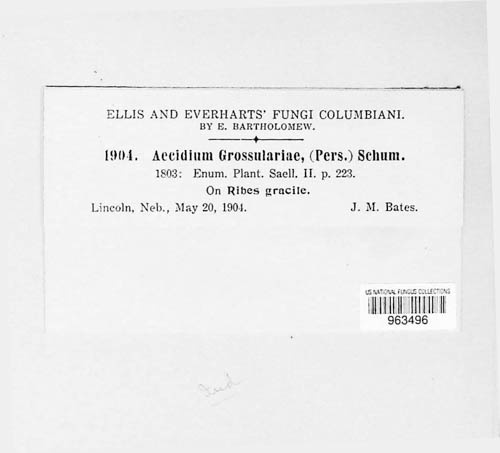 ELLIS AND EVERHARTS' FUNGI COLUMBIANI.
BY E. BARTHOLOMEW.
1904. Aecidium Grossulariae, (Pers.) Schum.
1803: Enum. Plant. Saell. II. p. 223.
On Ribes gracile.
Lincoln, Neb., May 20, 1904. J. M. Bates.
US NATIONAL FUNGUS COLLECTIONS
963496